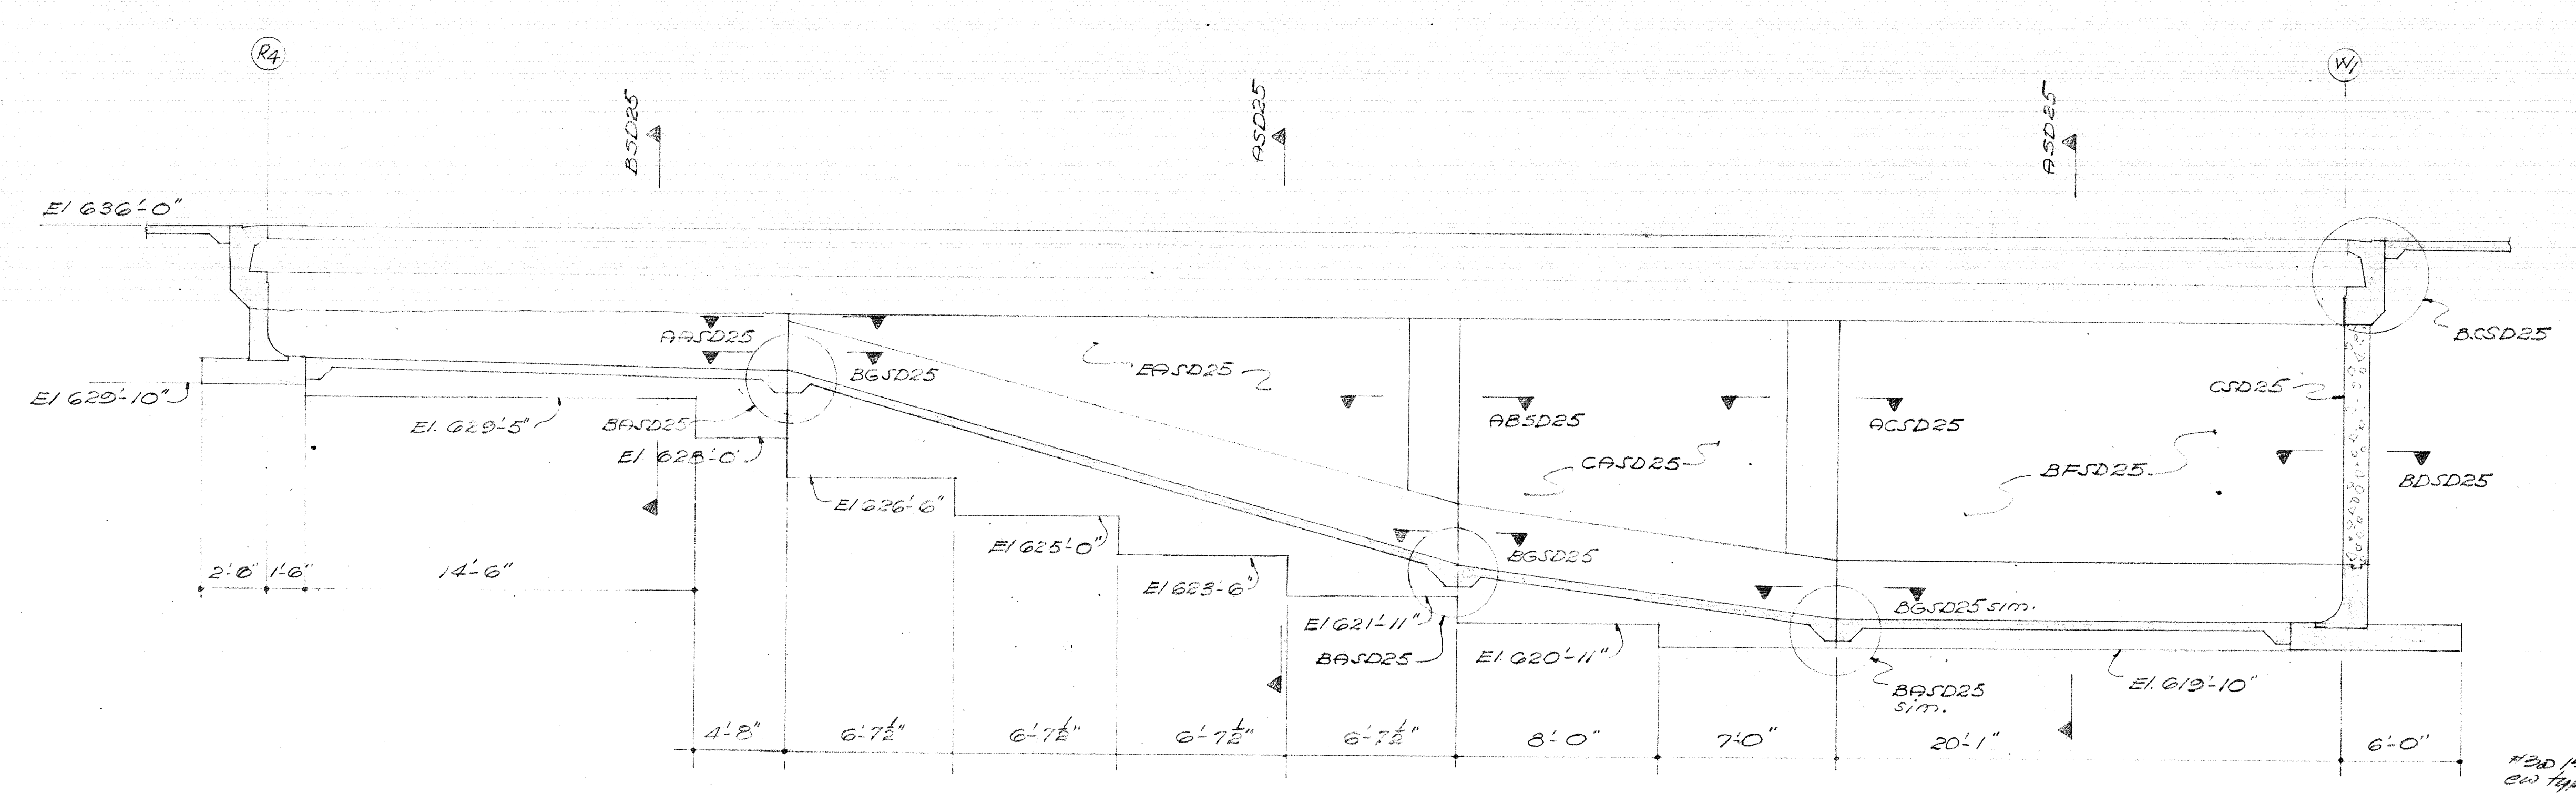 R4
W1
BSD25
ASD25
ASD25
El 636'-0"
AASD25
BGSD25
EASD25
BCSD25
El 629'-10"
El. 629'-5"
BASD25
El 628'-0"
ABSD25
ACSD25
CSD25
CASD25
BFSD25
BDSD25
El 626'-6"
El 625'-0"
El 623'-6"
El 621'-11"
BASD25
BGSD25
El. 620'-11"
BGSD25 sim.
BASD25
sim.
El. 619'-10"
1'-6"
14'-6"
4'-8"
6'-7½"
6'-7½"
6'-7½"
6'-7½"
8'-0"
7'-0"
20'-1"
6'-0"